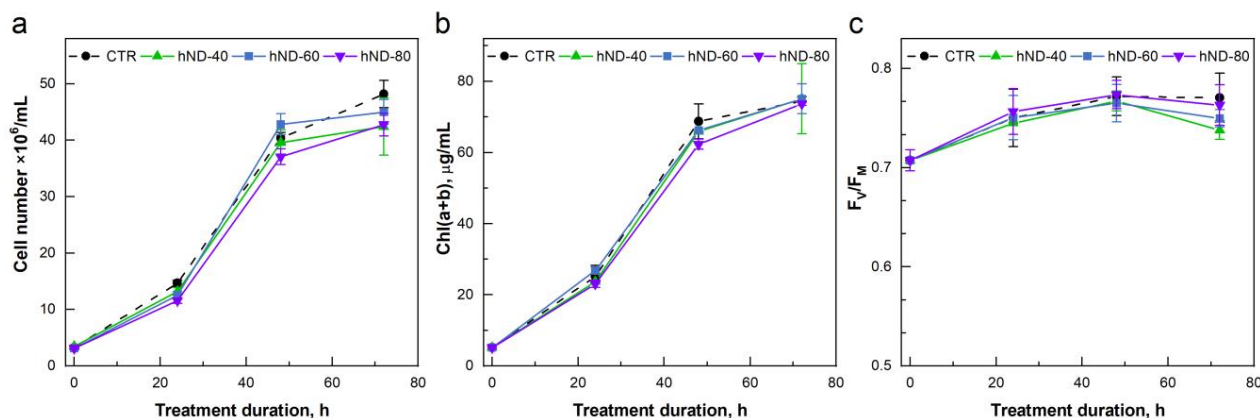 a
CTR hND-40 hND-60 hND-80
Cell number ×10⁶/mL
50
40
30
20
10
0
0 20 40 60 80
Treatment duration, h
b
CTR hND-40 hND-60 hND-80
Chl(a+b), μg/mL
80
60
40
20
0
0 20 40 60 80
Treatment duration, h
c
CTR hND-40 hND-60 hND-80
Fᵥ/Fᴍ
0.8
0.7
0.6
0.5
0 20 40 60 80
Treatment duration, h